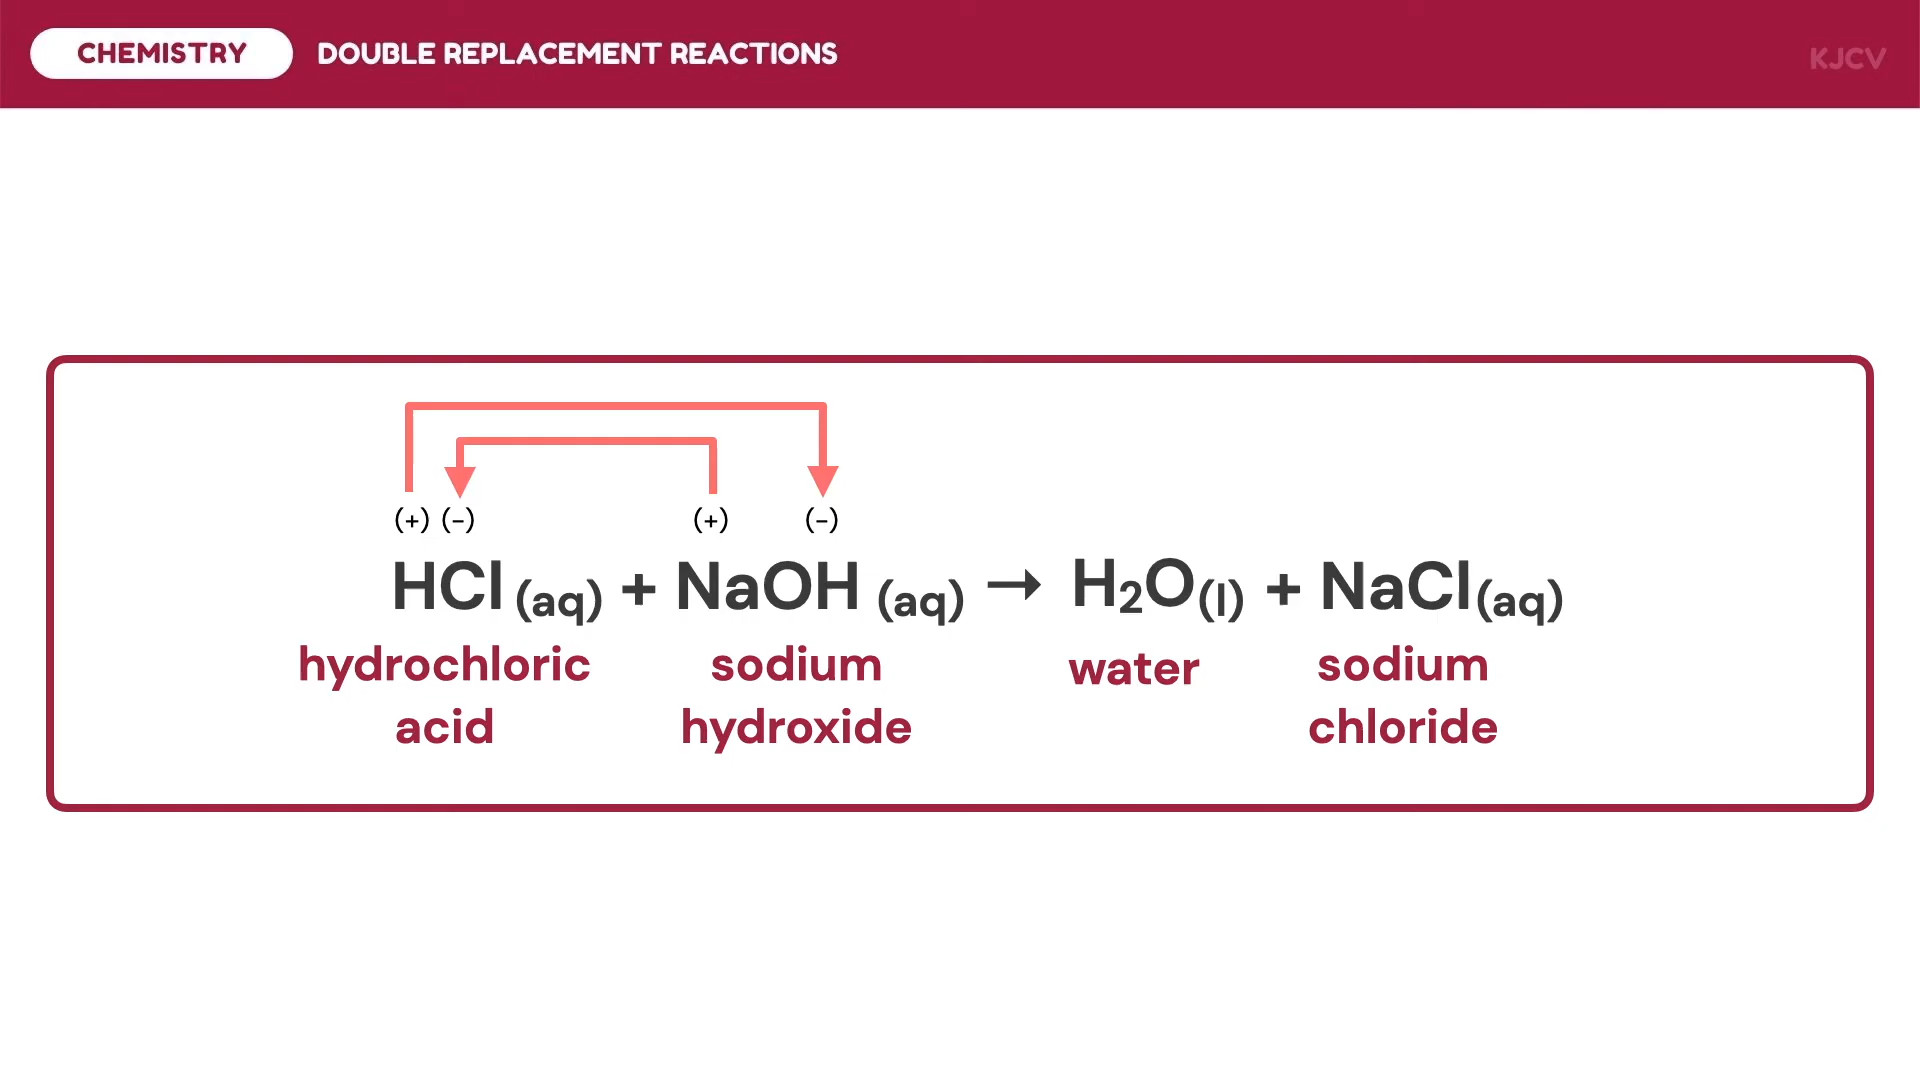 CHEMISTRY DOUBLE REPLACEMENT REACTIONS KJCV
(+) (-) (+) (-)
HCl (aq) + NaOH (aq) → H₂O(l) + NaCl(aq)
hydrochloric sodium water sodium
acid hydroxide chloride